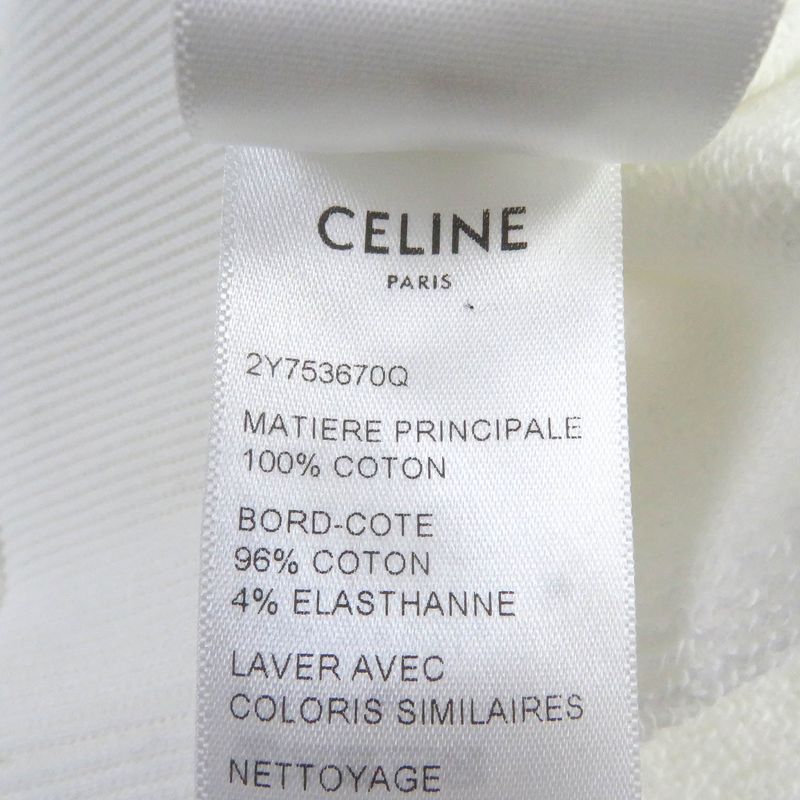 CELINE
PARIS
2Y753670Q
MATIERE PRINCIPALE
100% COTON
BORD-COTE
96% COTON
4% ELASTHANNE
LAVER AVEC
COLORIS SIMILAIRES
NETTOYAGE